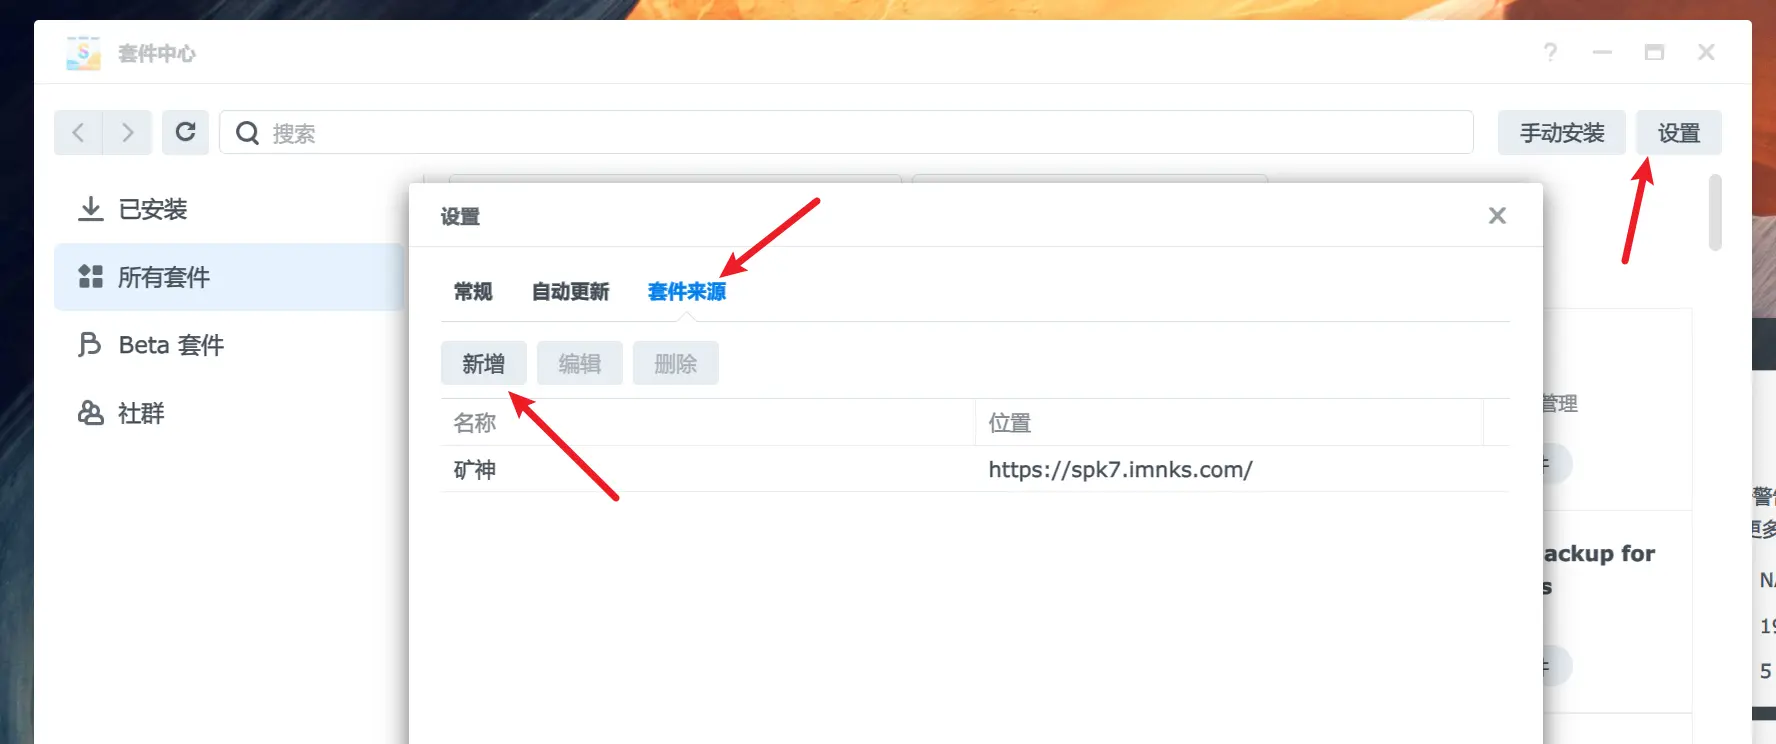 套件中心
搜索
手动安装
设置
已安装
所有套件
Beta 套件
社群
设置
常规 自动更新 套件来源
新增 编辑 删除
名称 位置
矿神 https://spk7.imnks.com/
管理
ackup for
s
更多
19
5